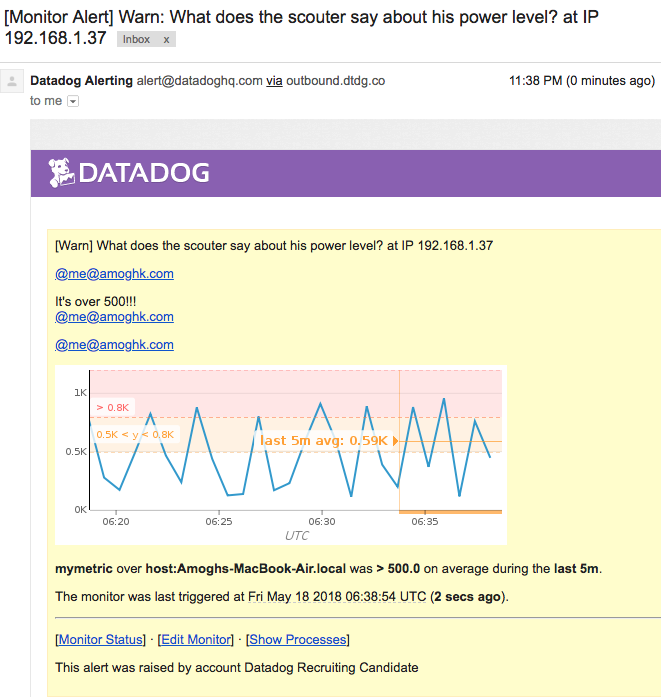 [Monitor Alert] Warn: What does the scouter say about his power level? at IP
192.168.1.37 Inbox x
Datadog Alerting alert@datadoghq.com via outbound.dtdg.co 11:38 PM (0 minutes ago)
to me
DATADOG
[Warn] What does the scouter say about his power level? at IP 192.168.1.37
@me@amoghk.com
It's over 500!!!
@me@amoghk.com
@me@amoghk.com
1K
> 0.8K
0.5K < y < 0.8K
last 5m avg: 0.59K
0.5K
0K
06:20 06:25 06:30 06:35
UTC
mymetric over host:Amoghs-MacBook-Air.local was > 500.0 on average during the last 5m.
The monitor was last triggered at Fri May 18 2018 06:38:54 UTC (2 secs ago).
[Monitor Status] · [Edit Monitor] · [Show Processes]
This alert was raised by account Datadog Recruiting Candidate